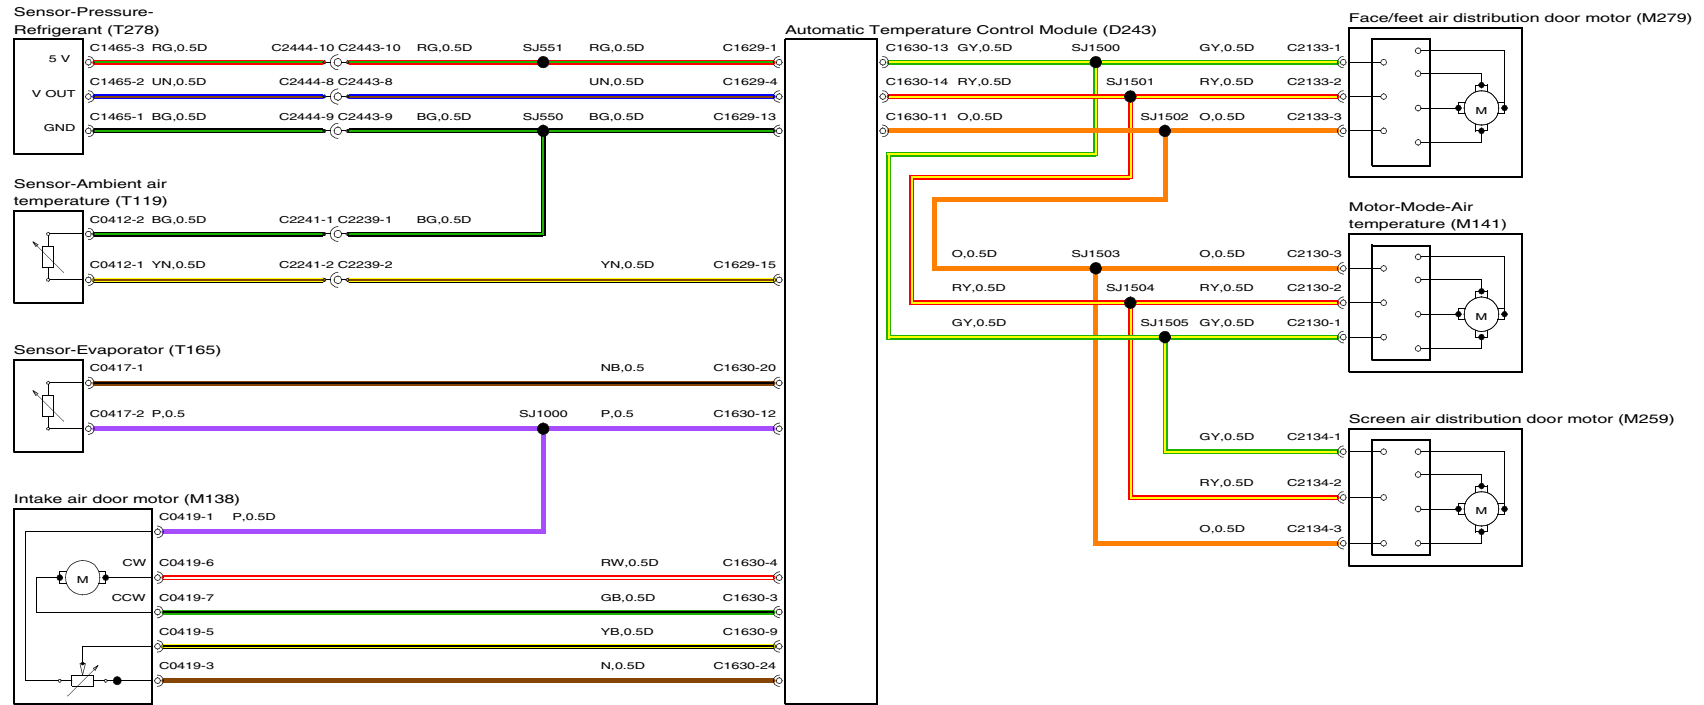 Sensor-Pressure-
Refrigerant (T278)
5 V
C1465-3 RG,0.5D
C2444-10 C2443-10
RG,0.5D
SJ551
RG,0.5D
C1629-1
V OUT
C1465-2 UN,0.5D
C2444-8 C2443-8
UN,0.5D
C1629-4
GND
C1465-1 BG,0.5D
C2444-9 C2443-9
BG,0.5D
SJ550
BG,0.5D
C1629-13
Sensor-Ambient air
temperature (T119)
C0412-2 BG,0.5D
C2241-1 C2239-1
BG,0.5D
C0412-1 YN,0.5D
C2241-2 C2239-2
YN,0.5D
C1629-15
Sensor-Evaporator (T165)
C0417-1
NB,0.5
C1630-20
C0417-2 P,0.5
SJ1000
P,0.5
C1630-12
Intake air door motor (M138)
C0419-1
P,0.5D
CW
C0419-6
RW,0.5D
C1630-4
M
CCW
C0419-7
GB,0.5D
C1630-3
C0419-5
YB,0.5D
C1630-9
C0419-3
N,0.5D
C1630-24
Automatic Temperature Control Module (D243)
C1630-13 GY,0.5D
SJ1500
GY,0.5D
C2133-1
C1630-14 RY,0.5D
SJ1501
RY,0.5D
C2133-2
C1630-11 O,0.5D
SJ1502 O,0.5D
C2133-3
Face/feet air distribution door motor (M279)
M
Motor-Mode-Air
temperature (M141)
O,0.5D
SJ1503
O,0.5D
C2130-3
RY,0.5D
SJ1504
RY,0.5D
C2130-2
GY,0.5D
SJ1505 GY,0.5D
C2130-1
M
Screen air distribution door motor (M259)
GY,0.5D
C2134-1
RY,0.5D
C2134-2
O,0.5D
C2134-3
M